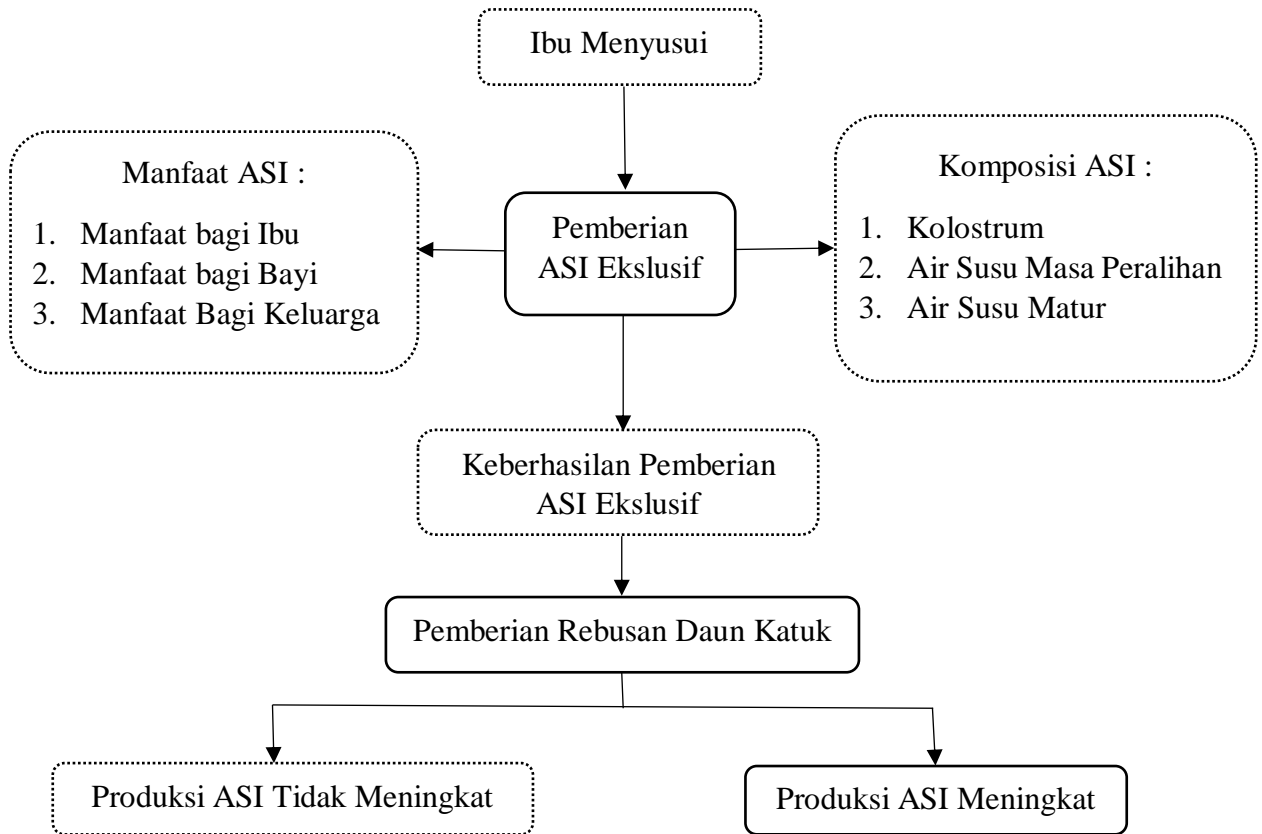 Ibu Menyusui
Manfaat ASI :
1. Manfaat bagi Ibu
2. Manfaat bagi Bayi
3. Manfaat Bagi Keluarga
Pemberian
ASI Ekslusif
Komposisi ASI :
1. Kolostrum
2. Air Susu Masa Peralihan
3. Air Susu Matur
Keberhasilan Pemberian
ASI Ekslusif
Pemberian Rebusan Daun Katuk
Produksi ASI Tidak Meningkat
Produksi ASI Meningkat